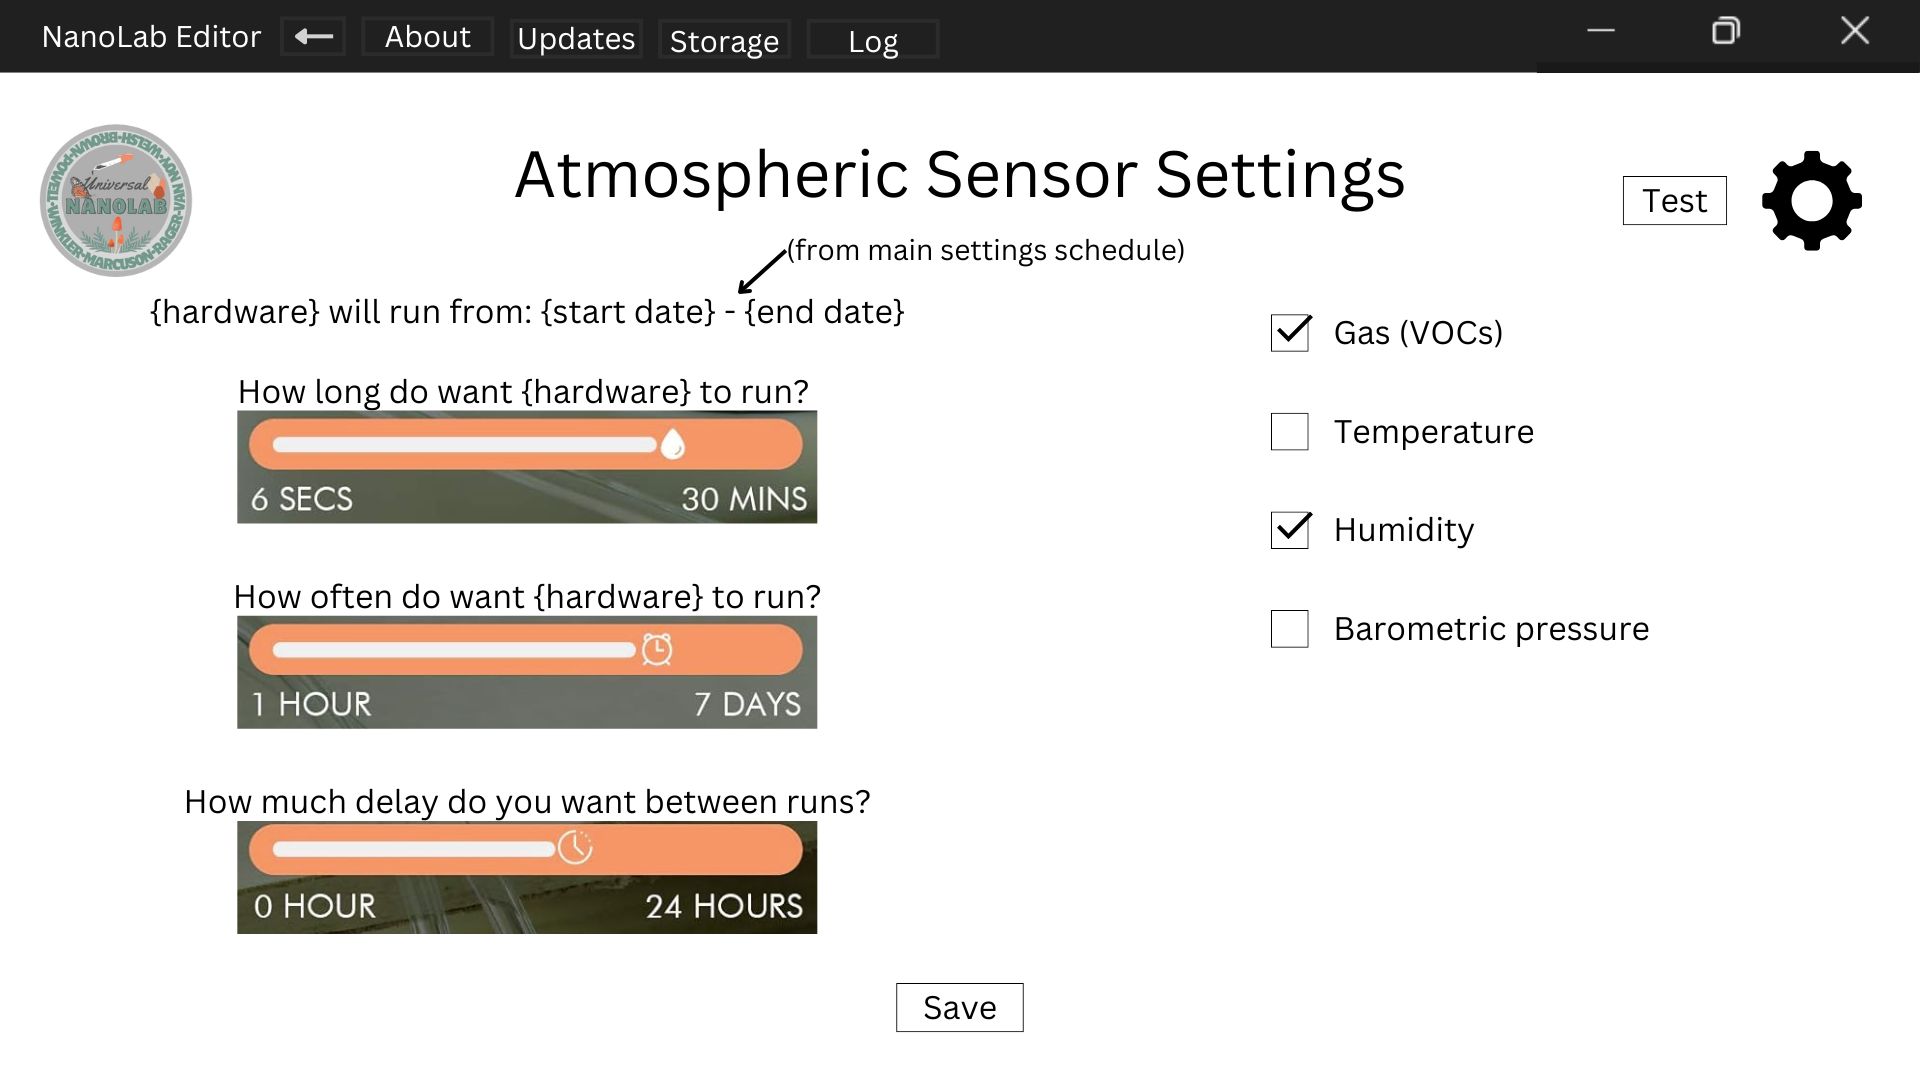 NanoLab Editor
About
Updates
Storage
Log
Universal
NANOLAB
Atmospheric Sensor Settings
Test
(from main settings schedule)
{hardware} will run from: {start date} - {end date}
How long do want {hardware} to run?
6 SECS
30 MINS
How often do want {hardware} to run?
1 HOUR
7 DAYS
How much delay do you want between runs?
0 HOUR
24 HOURS
Gas (VOCs)
Temperature
Humidity
Barometric pressure
Save